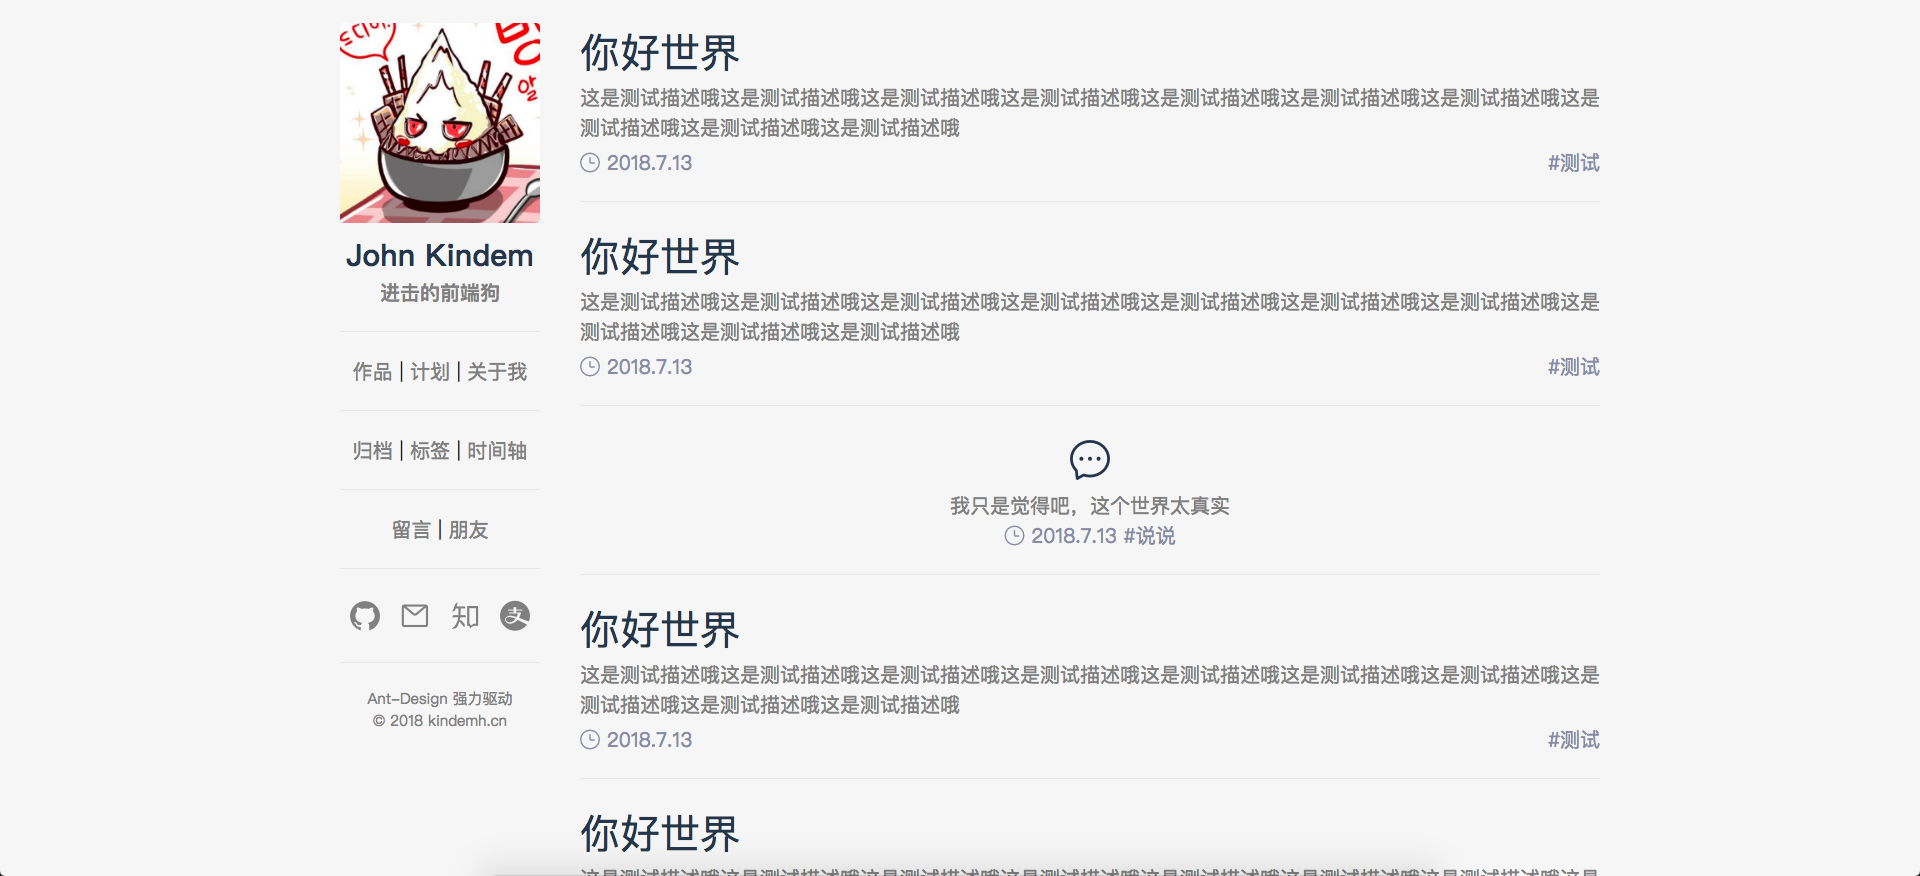 John Kindem
进击的前端狗
作品 | 计划 | 关于我
归档 | 标签 | 时间轴
留言 | 朋友
知
支
Ant-Design 强力驱动
© 2018 kindemh.cn
你好世界
这是测试描述哦这是测试描述哦这是测试描述哦这是测试描述哦这是测试描述哦这是测试描述哦这是测试描述哦这是
测试描述哦这是测试描述哦这是测试描述哦
2018.7.13 #测试
你好世界
这是测试描述哦这是测试描述哦这是测试描述哦这是测试描述哦这是测试描述哦这是测试描述哦这是测试描述哦这是
测试描述哦这是测试描述哦这是测试描述哦
2018.7.13 #测试
我只是觉得吧，这个世界太真实
2018.7.13 #说说
你好世界
这是测试描述哦这是测试描述哦这是测试描述哦这是测试描述哦这是测试描述哦这是测试描述哦这是测试描述哦这是
测试描述哦这是测试描述哦这是测试描述哦
2018.7.13 #测试
你好世界